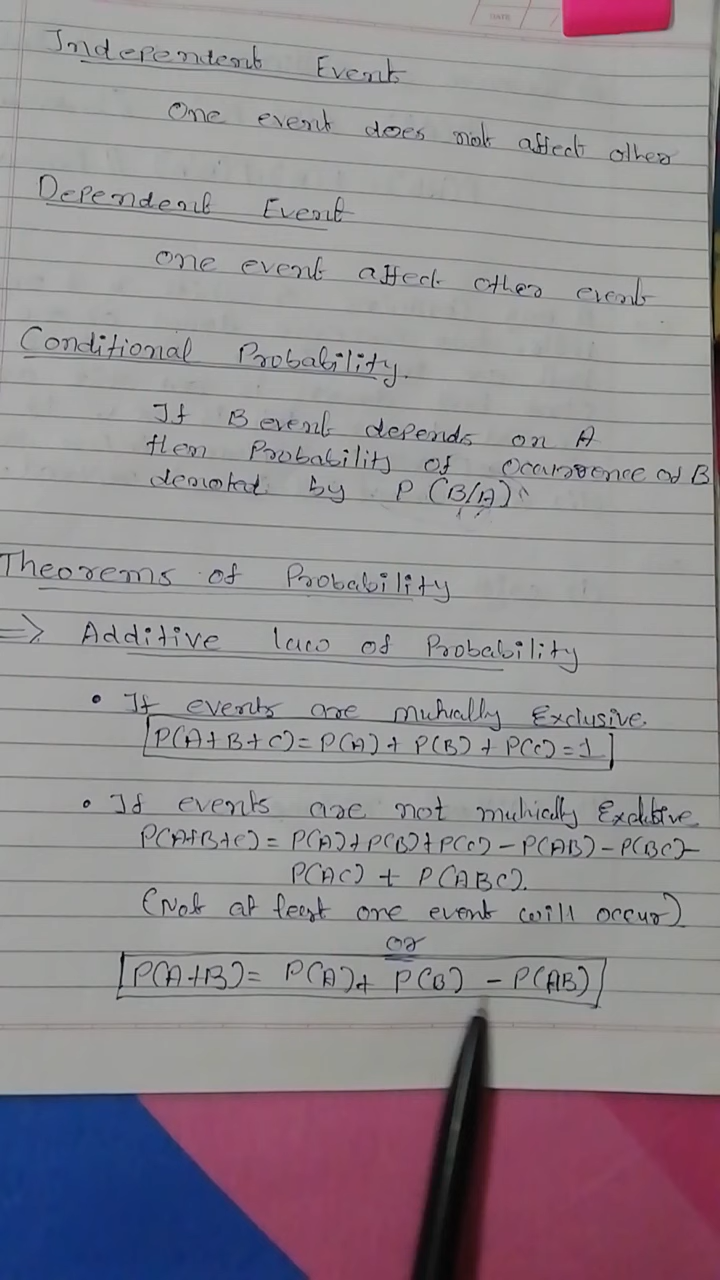 Independent Event
One event does not affect other
Dependent Event
one event affect other event
Conditional Probability.
If B event depends on A
then Probability of Ocurrence of B
denoted by P(B/A)
Theorems of Probability
=> Additive law of Probability
• If events are mutually Exclusive.
P(A+B+C)= P(A)+ P(B)+ P(C)=1
• If events are not mutually Exclusive
P(A+B+C)= P(A)+P(B)+P(C)-P(AB)-P(BC)-
P(AC) + P(ABC).
(Not at least one event will occur)
or
P(A+B)= P(A)+ P(B) - P(AB)